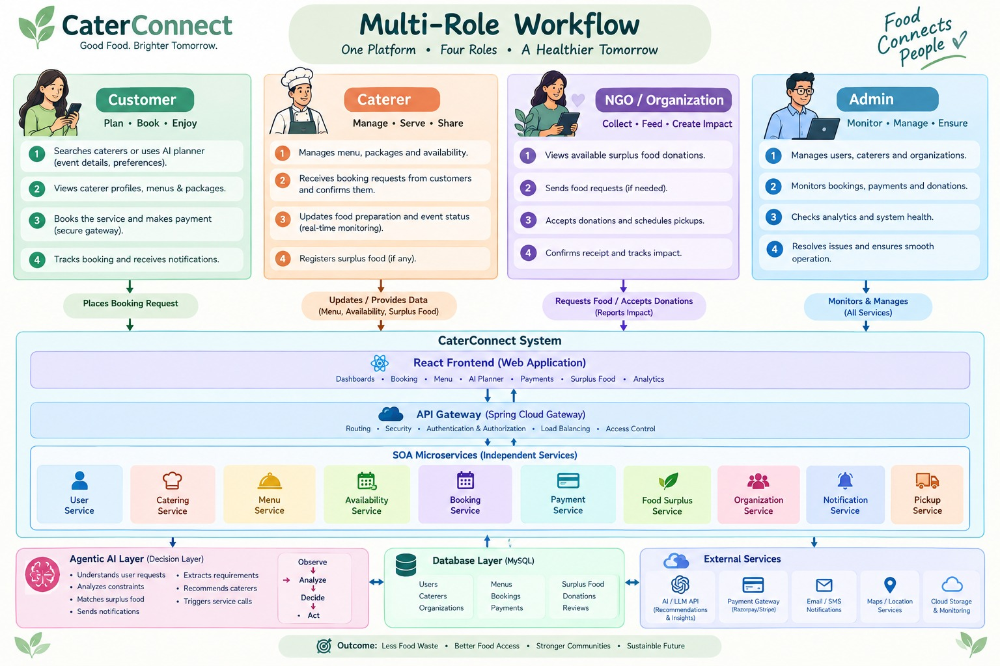 CaterConnect
Good Food. Brighter Tomorrow.
Multi-Role Workflow
One Platform • Four Roles • A Healthier Tomorrow
Food
Connects
People
Customer
Plan • Book • Enjoy
1 Searches caterers or uses AI planner
(event details, preferences).
2 Views caterer profiles, menus & packages.
3 Books the service and makes payment
(secure gateway).
4 Tracks booking and receives notifications.
Caterer
Manage • Serve • Share
1 Manages menu, packages and availability.
2 Receives booking requests from customers
and confirms them.
3 Updates food preparation and event status
(real-time monitoring).
4 Registers surplus food (if any).
NGO / Organization
Collect • Feed • Create Impact
1 Views available surplus food donations.
2 Sends food requests (if needed).
3 Accepts donations and schedules pickups.
4 Confirms receipt and tracks impact.
Admin
Monitor • Manage • Ensure
1 Manages users, caterers and organizations.
2 Monitors bookings, payments and donations.
3 Checks analytics and system health.
4 Resolves issues and ensures smooth
operation.
Places Booking Request
Updates / Provides Data
(Menu, Availability, Surplus Food)
Requests Food / Accepts Donations
(Reports Impact)
Monitors & Manages
(All Services)
CaterConnect System
React Frontend (Web Application)
Dashboards • Booking • Menu • AI Planner • Payments • Surplus Food • Analytics
API Gateway (Spring Cloud Gateway)
Routing • Security • Authentication & Authorization • Load Balancing • Access Control
SOA Microservices (Independent Services)
User
Service
Catering
Service
Menu
Service
Availability
Service
Booking
Service
Payment
Service
Food Surplus
Service
Organization
Service
Notification
Service
Pickup
Service
Agentic AI Layer (Decision Layer)
• Understands user requests
• Analyzes constraints
• Matches surplus food
• Sends notifications
• Extracts requirements
• Recommends caterers
• Triggers service calls
Observe
Analyze
Decide
• Act
Database Layer (MySQL)
Users
Caterers
Organizations
Menus
Bookings
Payments
Surplus Food
Donations
Reviews
External Services
AI / LLM API
(Recommendations
& Insights)
Payment Gateway
(Razorpay/Stripe)
Email / SMS
Notifications
Maps / Location
Services
Cloud Storage
& Monitoring
Outcome: Less Food Waste • Better Food Access • Stronger Communities • Sustainble Future